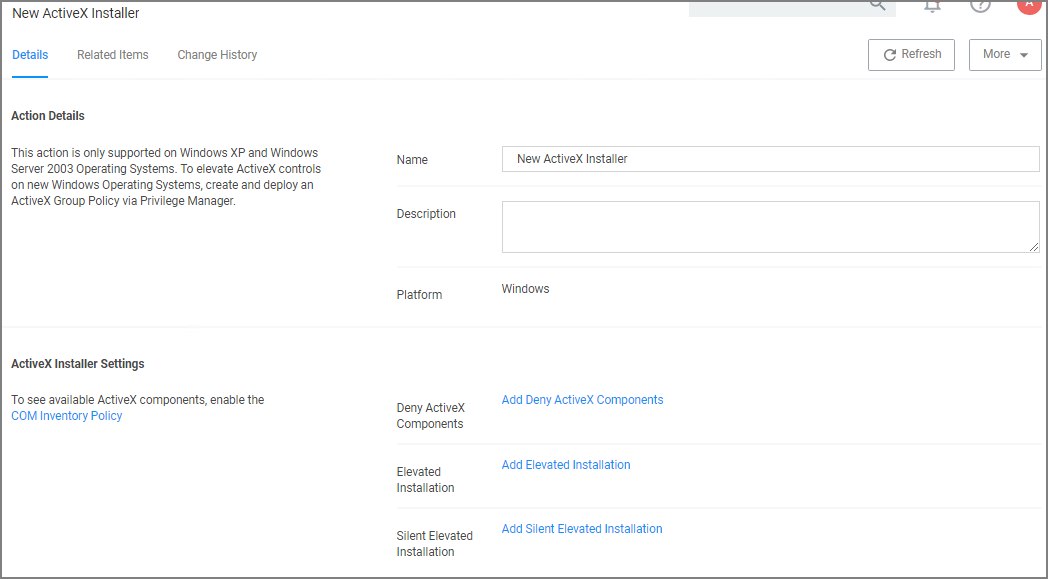 New ActiveX Installer
A
Details Related Items Change History Refresh More
Action Details
This action is only supported on Windows XP and Windows
Server 2003 Operating Systems. To elevate ActiveX controls
on new Windows Operating Systems, create and deploy an
ActiveX Group Policy via Privilege Manager.
Name New ActiveX Installer
Description
Platform Windows
ActiveX Installer Settings
To see available ActiveX components, enable the
COM Inventory Policy
Deny ActiveX
Components
Add Deny ActiveX Components
Elevated
Installation
Add Elevated Installation
Silent Elevated
Installation
Add Silent Elevated Installation